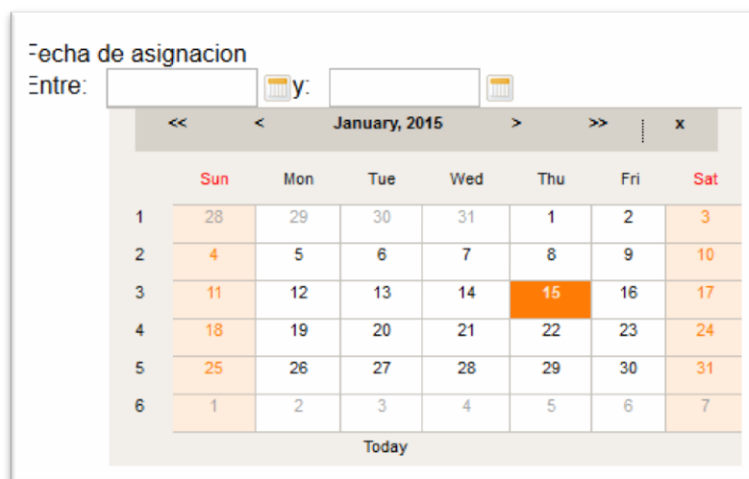 Fecha de asignacion
Entre: y:
<< < January, 2015 > >> x
Sun Mon Tue Wed Thu Fri Sat
1 28 29 30 31 1 2 3
2 4 5 6 7 8 9 10
3 11 12 13 14 15 16 17
4 18 19 20 21 22 23 24
5 25 26 27 28 29 30 31
6 1 2 3 4 5 6 7
Today